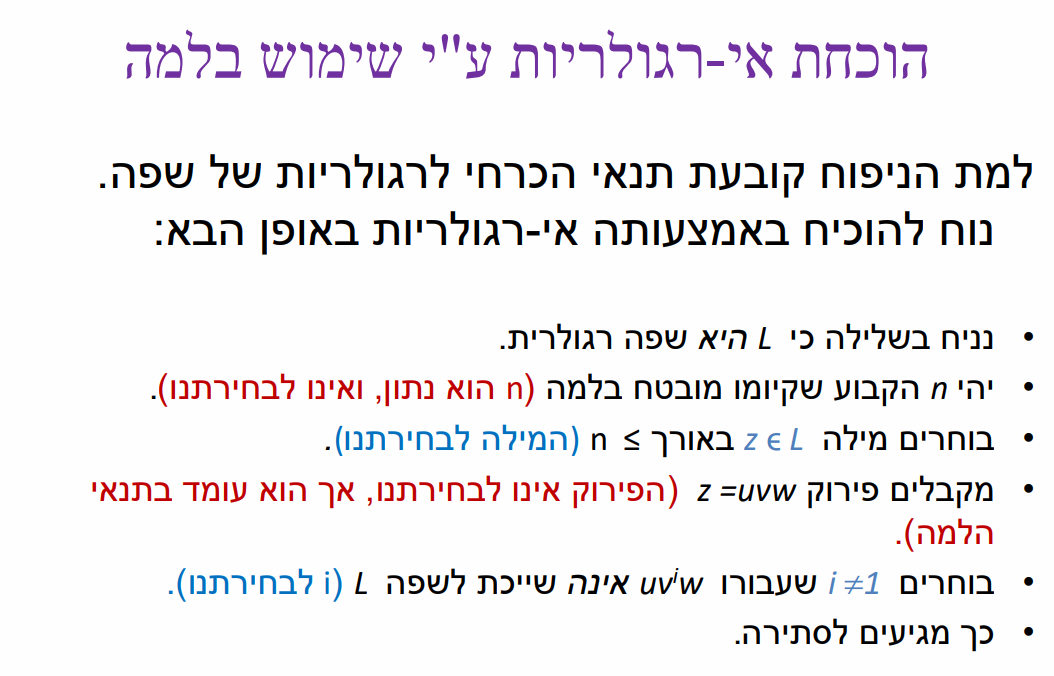 הוכחת אי-רגולריות ע"י שימוש בלמה
למת הניפוח קובעת תנאי הכרחי לרגולריות של שפה.
נוח להוכיח באמצעותה אי-רגולריות באופן הבא:
• נניח בשלילה כי L היא שפה רגולרית.
• יהי n הקבוע שקיומו מובטח בלמה (n הוא נתון, ואינו לבחירתנו).
• בוחרים מילה z ϵ L באורך ≥ n (המילה לבחירתנו).
• מקבלים פירוק z =uvw (הפירוק אינו לבחירתנו, אך הוא עומד בתנאי
הלמה).
• בוחרים i ≠1 שעבורו uvⁱw אינה שייכת לשפה L (i לבחירתנו).
• כך מגיעים לסתירה.